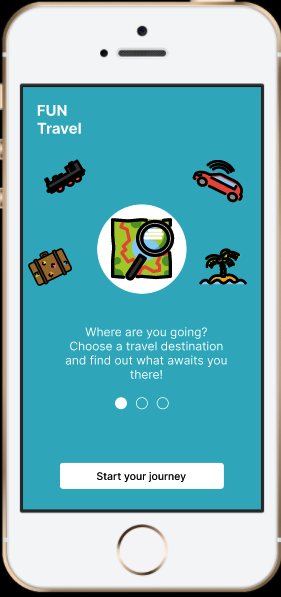 FUN
Travel
Where are you going?
Choose a travel destination
and find out what awaits you
there!
Start your journey